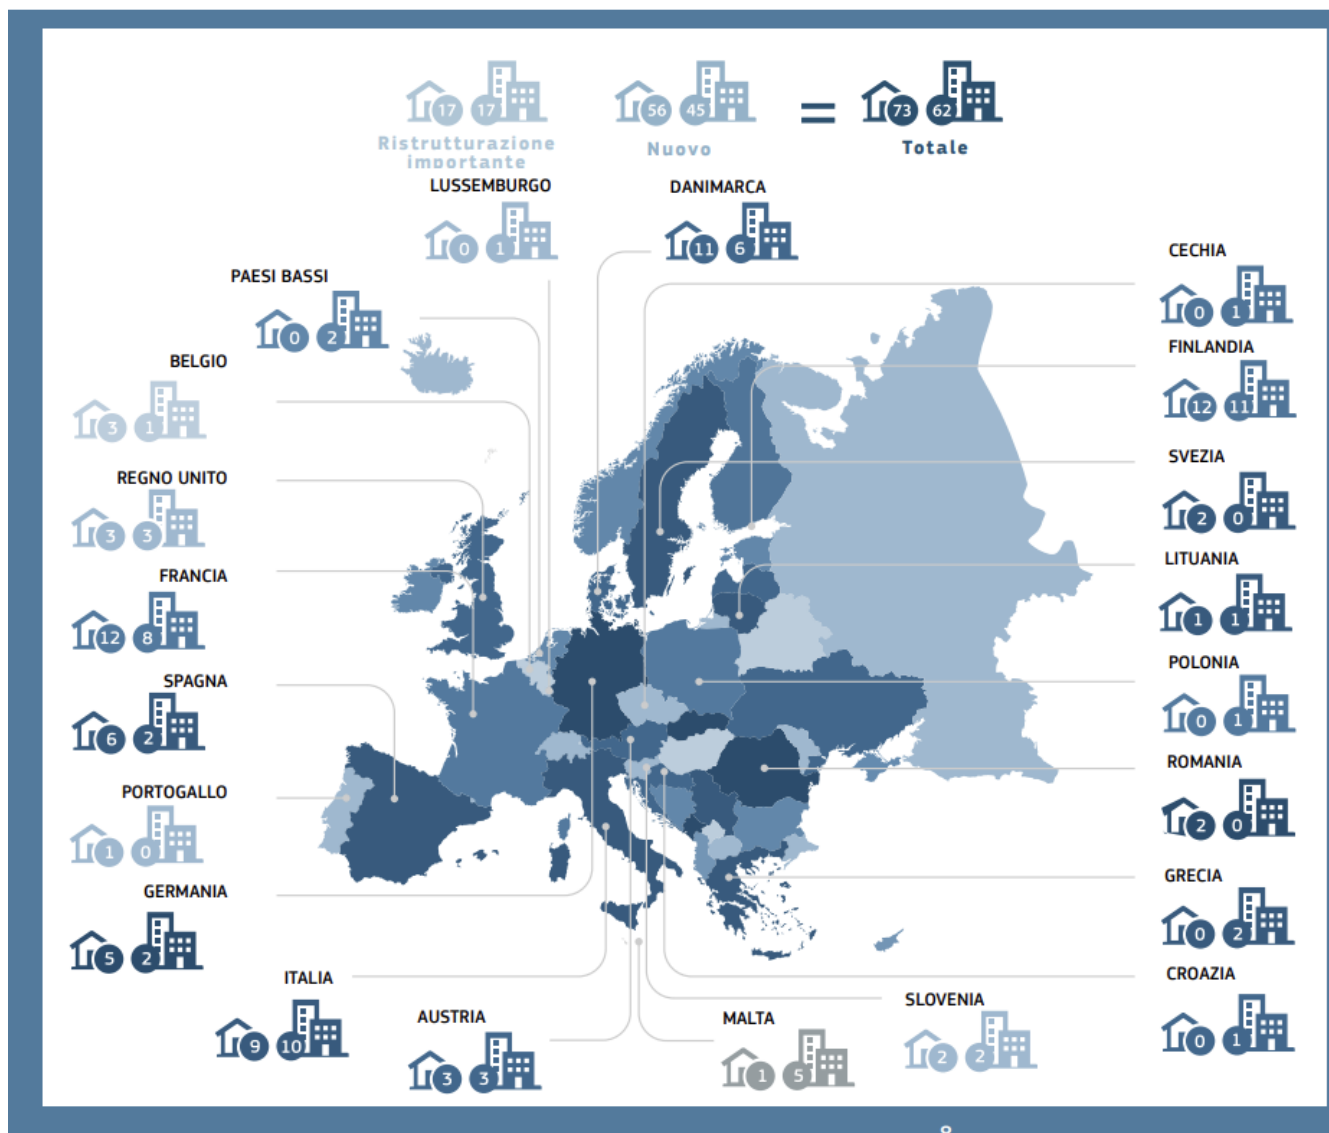 17 17 56 45 = 73 62
Ristrutturazione
importante
Nuovo
Totale
LUSSEMBURGO
0 1
DANIMARCA
11 6
PAESI BASSI
0 2
BELGIO
3 1
REGNO UNITO
3 3
FRANCIA
12 8
SPAGNA
6 2
PORTOGALLO
1 0
GERMANIA
5 2
ITALIA
9 10
AUSTRIA
3 3
MALTA
1 5
SLOVENIA
2 2
CECHIA
0 1
FINLANDIA
12 11
SVEZIA
2 0
LITUANIA
1 1
POLONIA
0 1
ROMANIA
2 0
GRECIA
0 2
CROAZIA
0 1